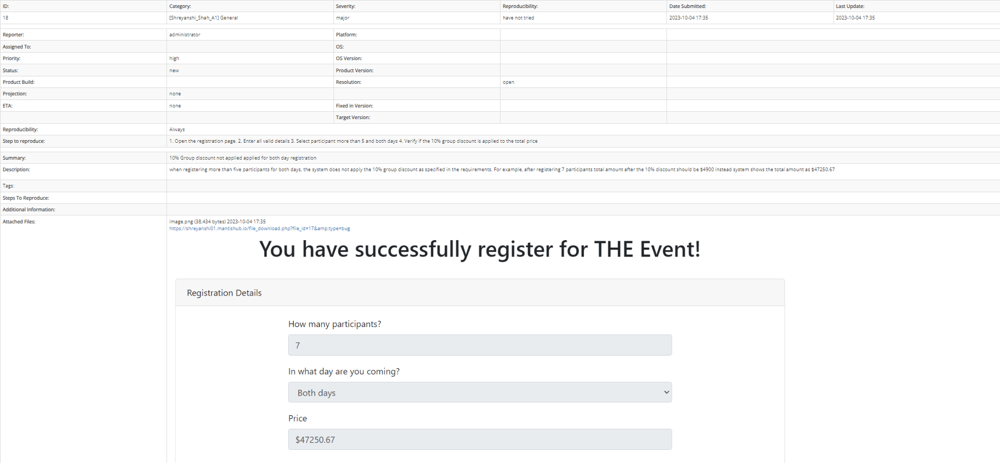 ID: Category: Severity: Reproducibility: Date Submitted: Last Update:
18 [Shreyanshi_Shah_A1] General major have not tried 2023-10-04 17:35 2023-10-04 17:35
Reporter: administrator Platform:
Assigned To: OS:
Priority: high OS Version:
Status: new Product Version:
Product Build: Resolution: open
Projection: none
ETA: none Fixed in Version:
Target Version:
Reproducibility: Always
Step to reproduce: 1. Open the registration page. 2. Enter all valid details 3. Select participant more than 5 and both days 4. Verify if the 10% group discount is applied to the total price
Summary: 10% Group discount not applied applied for both day registration
Description: when registering more than five participants for both days, the system does not apply the 10% group discount as specified in the requirements. For example, after registering 7 participants total amount after the 10% discount should be $4900 instead system shows the total amount as $47250.67
Tags:
Steps To Reproduce:
Additional Information:
Attached Files: image.png (38,434 bytes) 2023-10-04 17:35
https://shreyanshi01.mantishub.io/file_download.php?file_id=17&amp;type=bug
You have successfully register for THE Event!
Registration Details
How many participants?
7
In what day are you coming?
Both days
Price
$47250.67